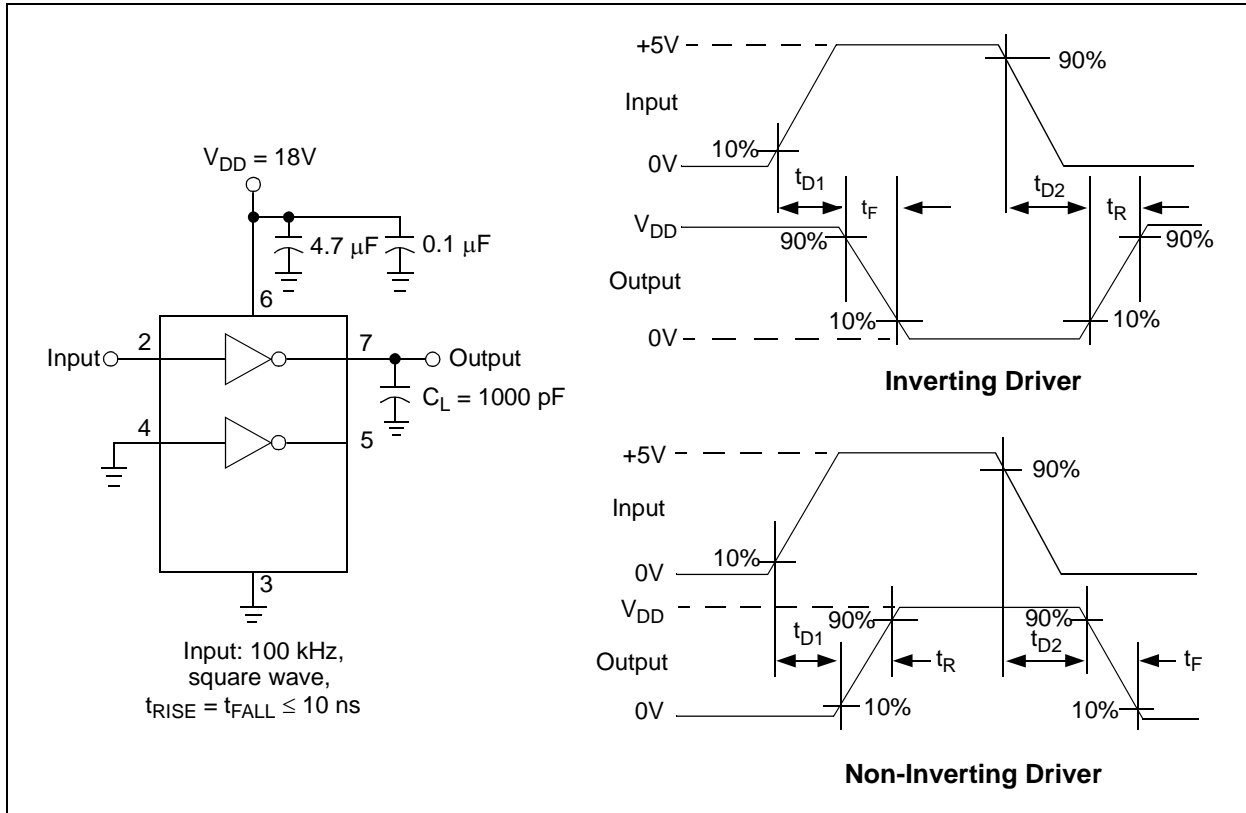 V_DD = 18V
4.7 μF
0.1 μF
6
Input
2
7
Output
C_L = 1000 pF
4
5
3
Input: 100 kHz,
square wave,
t_RISE = t_FALL ≤ 10 ns
+5V
90%
Input
10%
0V
t_D1
t_F
t_D2
t_R
V_DD
90%
90%
Output
10%
10%
0V
Inverting Driver
+5V
90%
Input
10%
0V
V_DD
90%
90%
t_D1
t_D2
Output
t_R
t_F
10%
10%
0V
Non-Inverting Driver